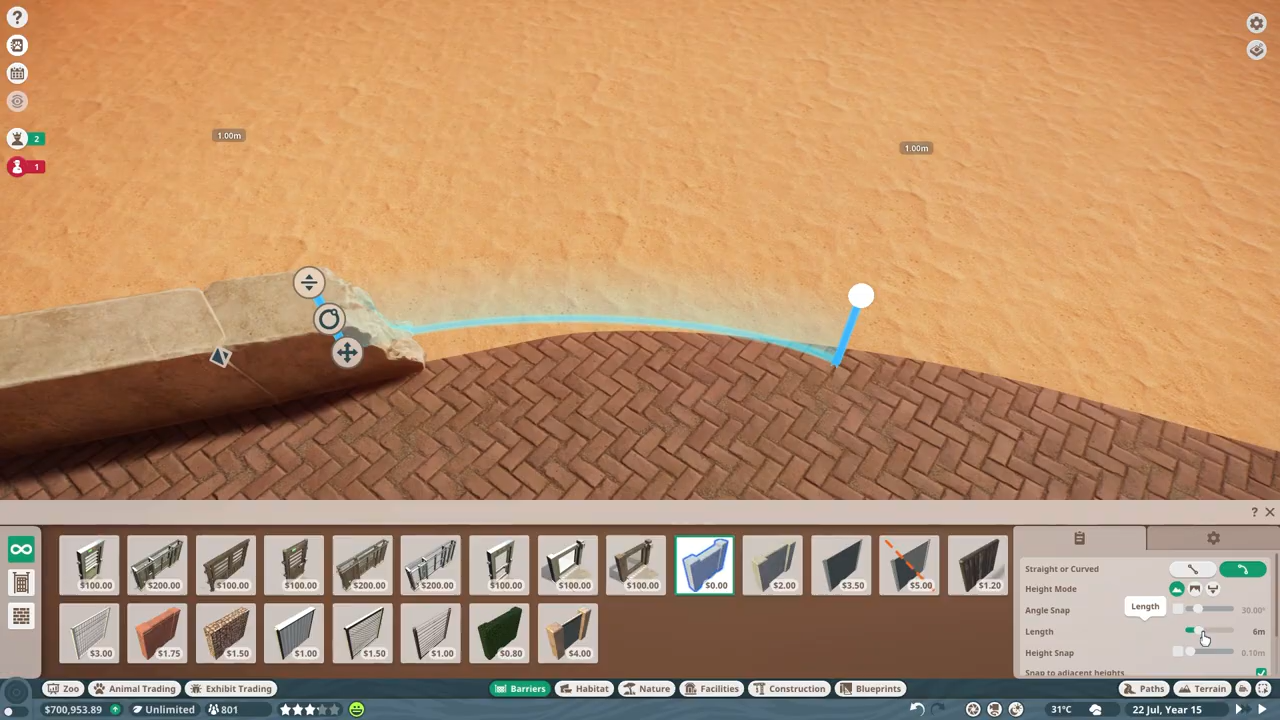 ?
2
1
1.00m
1.00m
? ✕
$100.00
$200.00
$100.00
$100.00
$200.00
$200.00
$100.00
$100.00
$100.00
$0.00
$2.00
$3.50
$5.00
$1.20
$3.00
$1.75
$1.50
$1.00
$1.50
$1.00
$0.80
$4.00
Straight or Curved
Height Mode
Length
Angle Snap 30.00°
Length 6m
Height Snap 0.10m
Snap to adjacent heights
Zoo
Animal Trading
Exhibit Trading
Barriers
Habitat
Nature
Facilities
Construction
Blueprints
Paths
Terrain
$700,953.89
Unlimited
801
31°C
22 Jul, Year 15